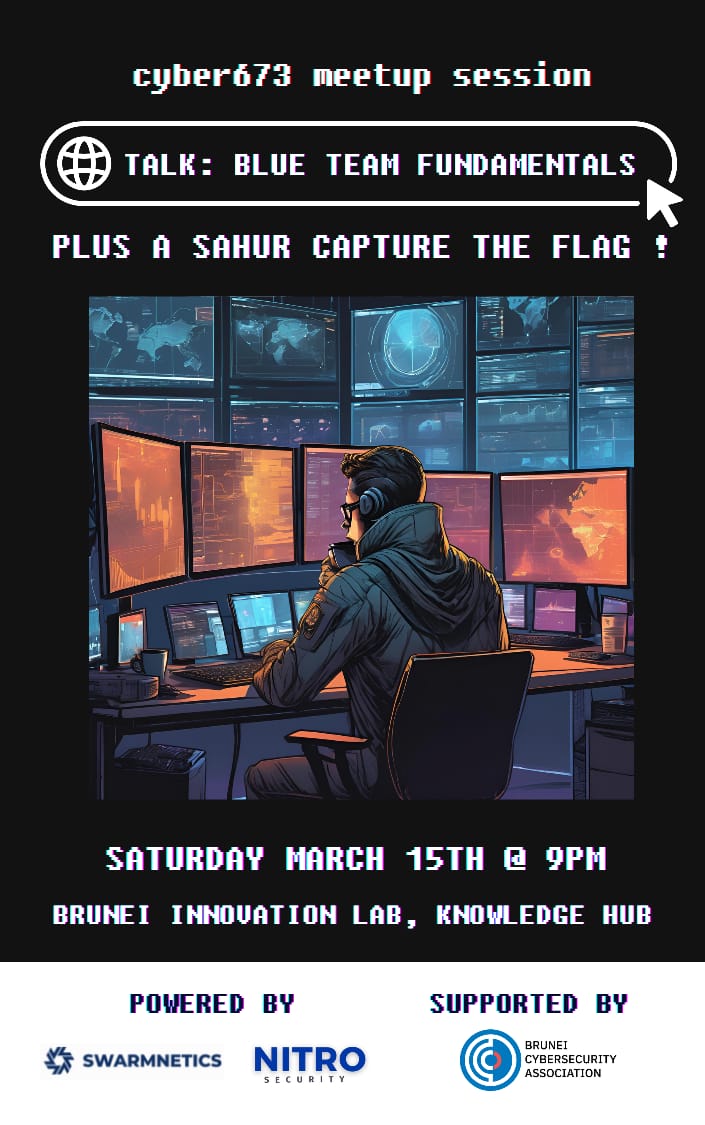 cyber673 meetup session
TALK: BLUE TEAM FUNDAMENTALS
PLUS A SAHUR CAPTURE THE FLAG !
SATURDAY MARCH 15TH @ 9PM
BRUNEI INNOVATION LAB, KNOWLEDGE HUB
POWERED BY
SWARMNETICS
NITRO
SECURITY
SUPPORTED BY
BRUNEI
CYBERSECURITY
ASSOCIATION